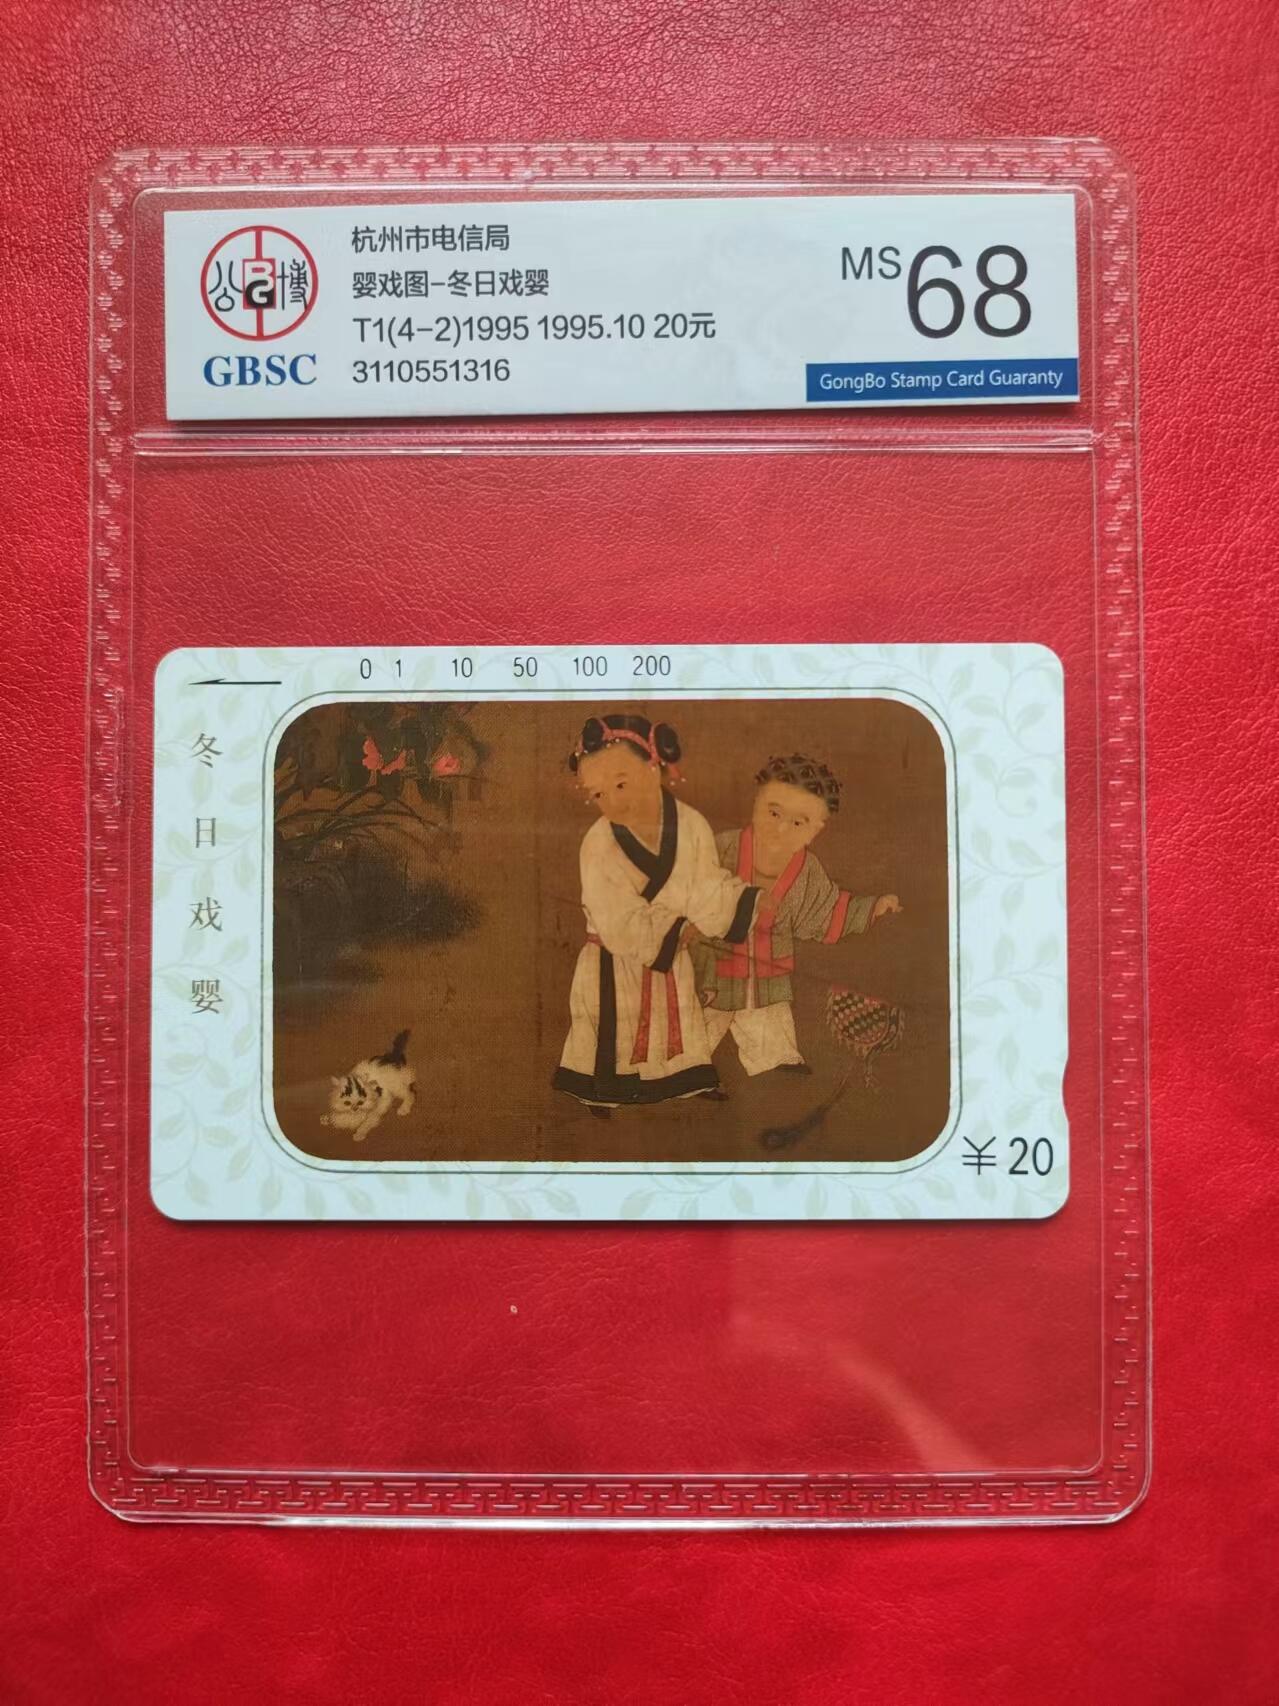 公博
BG
GBSC
杭州市电信局
婴戏图-冬日戏婴
T1(4-2)1995 1995.10 20元
3110551316
MS 68
GongBo Stamp Card Guaranty
0 1 10 50 100 200
冬日戏婴
¥20